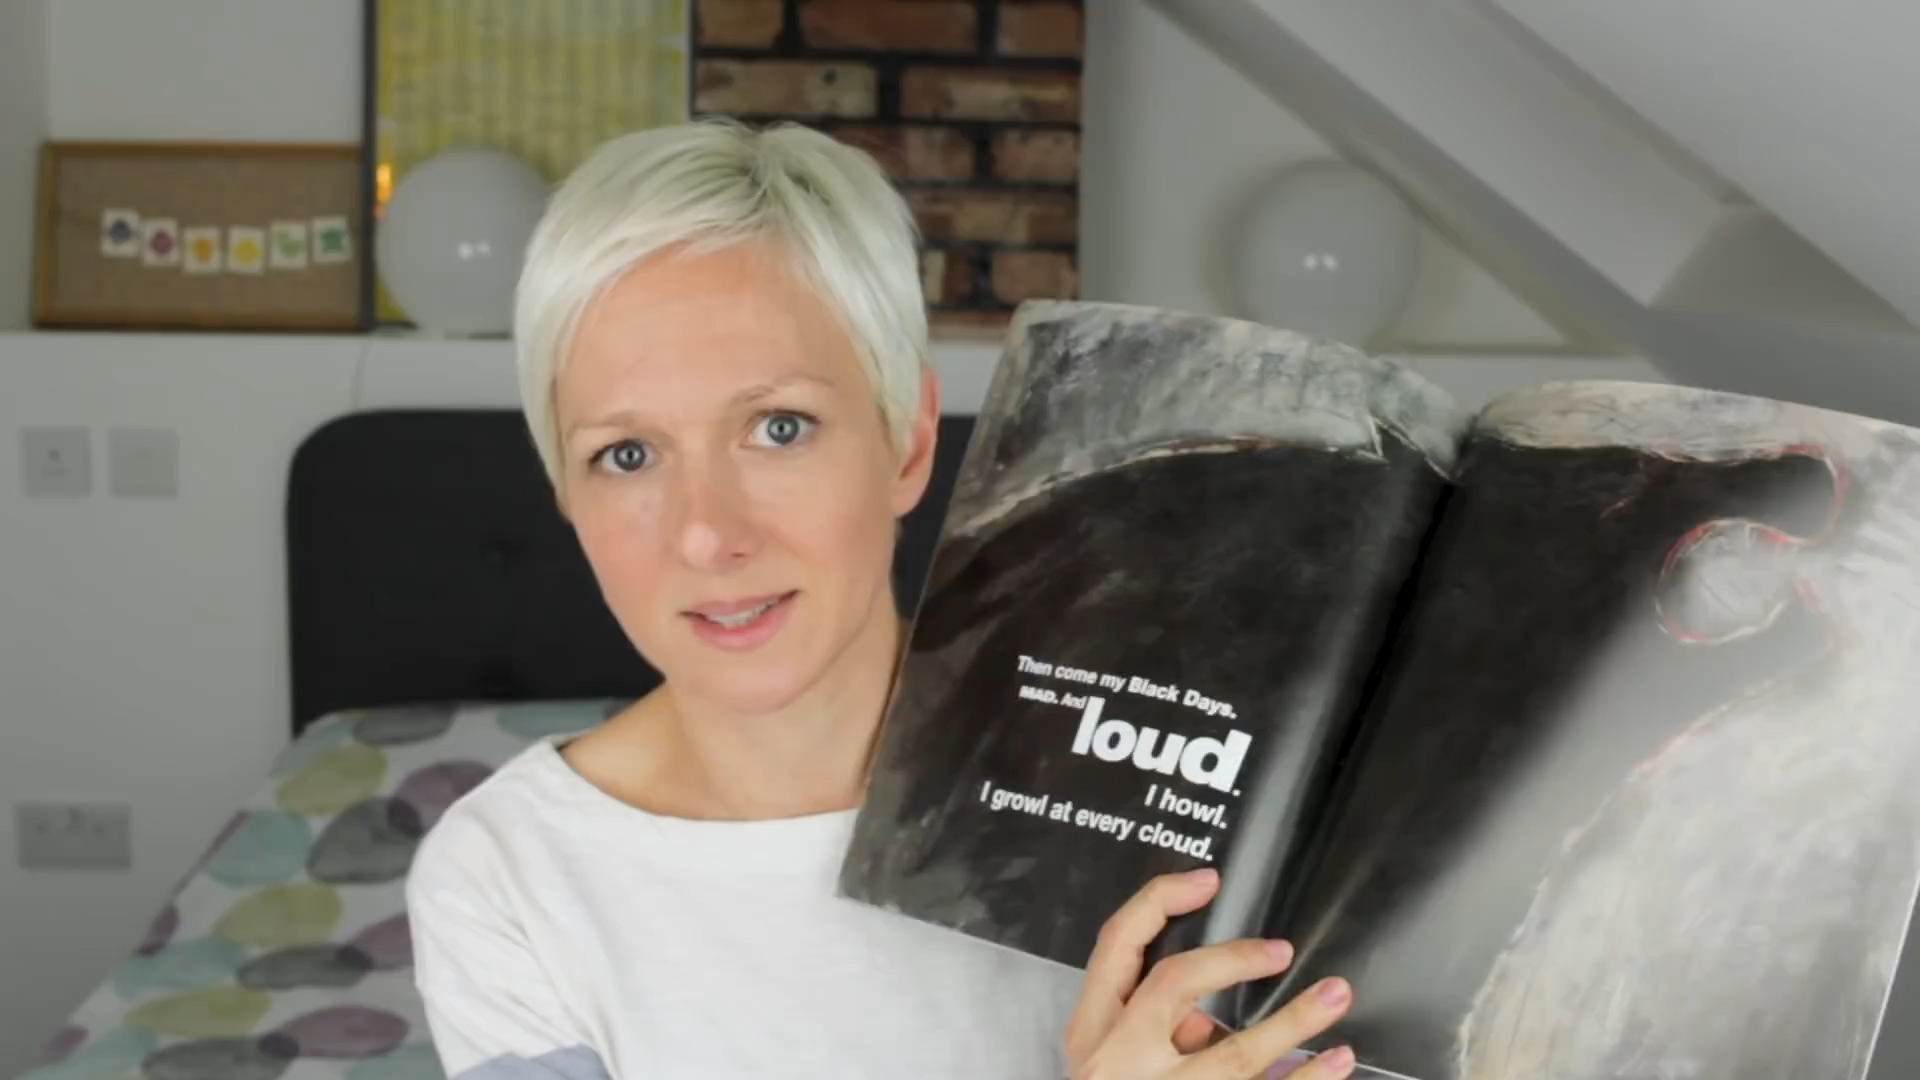 Then come my Black Days.
MAD. And loud.
I howl.
I growl at every cloud.